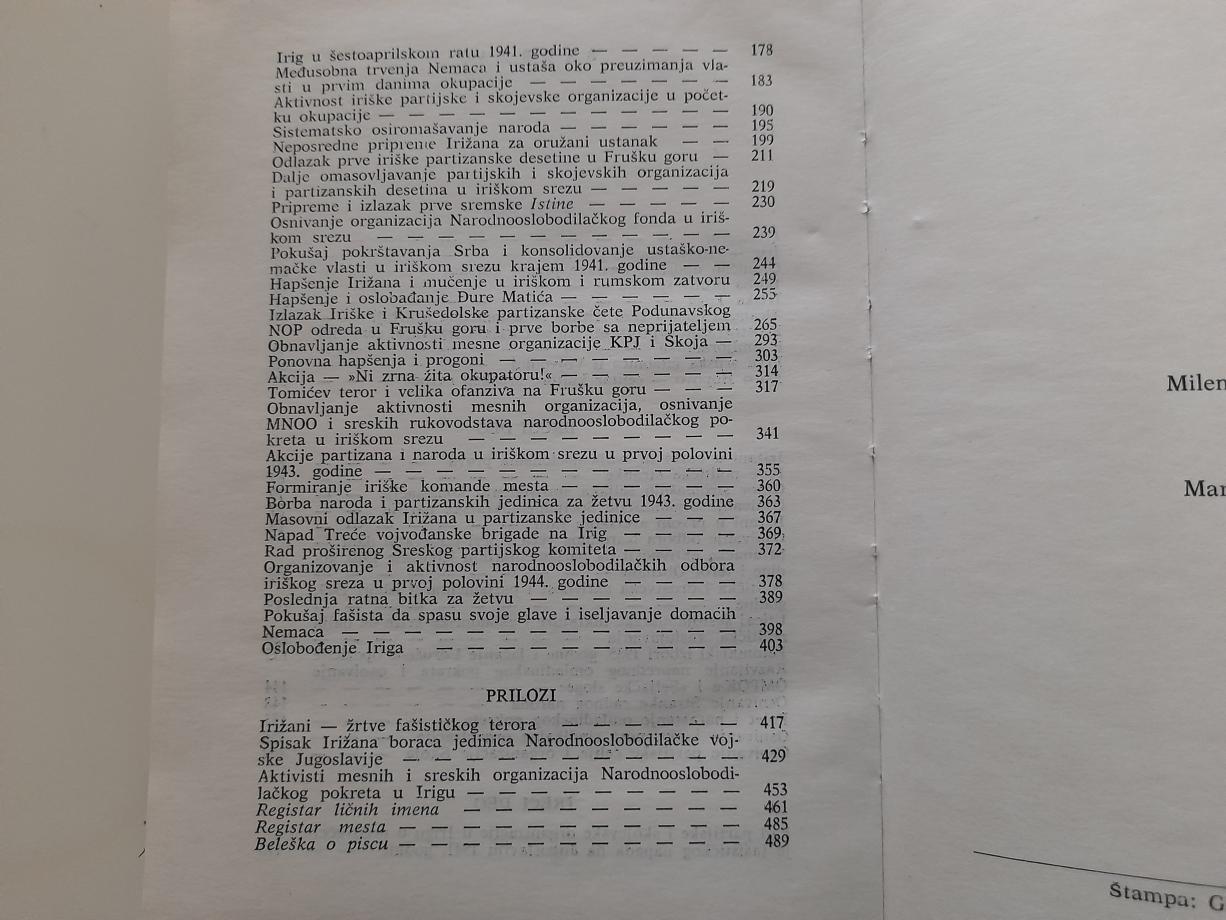 Irig u šestoaprilskom ratu 1941. godine — — — — — 178
Međusobna trvenja Nemaca i ustaša oko preuzimanja vla-
sti u prvim danima okupacije — — — — — — — 183
Aktivnost iriške partijske i skojevske organizacije u počet-
ku okupacije — — — — — — — — — — — — 190
Sistematsko osiromašavanje naroda — — — — — — 195
Neposredne pripreme Irižana za oružani ustanak — — 199
Odlazak prve iriške partizanske desetine u Frušku goru — 211
Dalje omasovljavanje partijskih i skojevskih organizacija
i partizanskih desetina u iriškom srezu — — — — — 219
Pripreme i izlazak prve sremske Istine — — — — — 230
Osnivanje organizacija Narodnooslobodilačkog fonda u iriš-
kom srezu — — — — — — — — — — — — 239
Pokušaj pokrštavanja Srba i konsolidovanje ustaško-ne-
mačke vlasti u iriškom srezu krajem 1941. godine — — 244
Hapšenje Irižana i mučenje u iriškom i rumskom zatvoru 249
Hapšenje i oslobađanje Đure Matića — — — — — — 255
Izlazak Iriške i Krušedolske partizanske čete Podunavskog
NOP odreda u Frušku goru i prve borbe sa neprijateljem 265
Obnavljanje aktivnosti mesne organizacije KPJ i Skoja — 293
Ponovna hapšenja i progoni — — — — — — — — 303
Akcija — »Ni zrna žita okupatoru!« — — — — — — 314
Tomićev teror i velika ofanziva na Frušku goru — — — 317
Obnavljanje aktivnosti mesnih organizacija, osnivanje
MNOO i sreskih rukovodstava narodnooslobodilačkog po-
kreta u iriškom srezu — — — — — — — — — 341
Akcije partizana i naroda u iriškom srezu u prvoj polovini
1943. godine — — — — — — — — — — — — 355
Formiranje iriške komande mesta — — — — — — 360
Borba naroda i partizanskih jedinica za žetvu 1943. godine 363
Masovni odlazak Irižana u partizanske jedinice — — — 367
Napad Treće vojvođanske brigade na Irig — — — — 369
Rad proširenog Sreskog partijskog komiteta — — — — 372
Organizovanje i aktivnost narodnooslobodilačkih odbora
iriškog sreza u prvoj polovini 1944. godine — — — — 378
Poslednja ratna bitka za žetvu — — — — — — — 389
Pokušaj fašista da spasu svoje glave i iseljavanje domaćih
Nemaca — — — — — — — — — — — — — 398
Oslobođenje Iriga — — — — — — — — — — 403
PRILOZI
Irižani — žrtve fašističkog terora — — — — — — 417
Spisak Irižana boraca jedinica Narodnooslobodilačke voj-
ske Jugoslavije — — — — — — — — — — — 429
Aktivisti mesnih i sreskih organizacija Narodnooslobodi-
lačkog pokreta u Irigu — — — — — — — — — 453
Registar ličnih imena — — — — — — — — — 461
Registar mesta — — — — — — — — — — — 485
Beleška o piscu — — — — — — — — — — — 489
Milen
Mar
Štampa: G